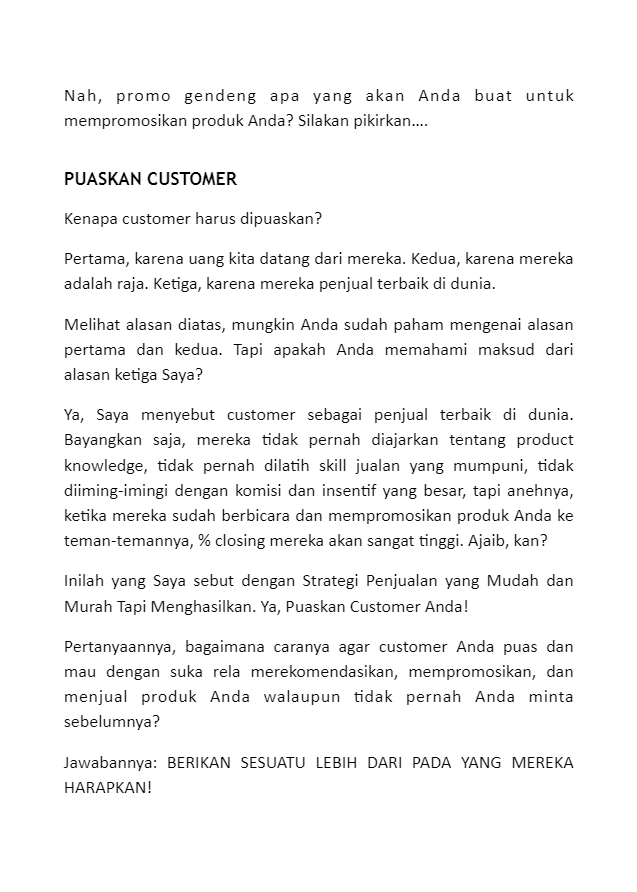 Nah, promo gendeng apa yang akan Anda buat untuk
mempromosikan produk Anda? Silakan pikirkan....
PUASKAN CUSTOMER
Kenapa customer harus dipuaskan?
Pertama, karena uang kita datang dari mereka. Kedua, karena mereka
adalah raja. Ketiga, karena mereka penjual terbaik di dunia.
Melihat alasan diatas, mungkin Anda sudah paham mengenai alasan
pertama dan kedua. Tapi apakah Anda memahami maksud dari
alasan ketiga Saya?
Ya, Saya menyebut customer sebagai penjual terbaik di dunia.
Bayangkan saja, mereka tidak pernah diajarkan tentang product
knowledge, tidak pernah dilatih skill jualan yang mumpuni, tidak
diiming-imingi dengan komisi dan insentif yang besar, tapi anehnya,
ketika mereka sudah berbicara dan mempromosikan produk Anda ke
teman-temannya, % closing mereka akan sangat tinggi. Ajaib, kan?
Inilah yang Saya sebut dengan Strategi Penjualan yang Mudah dan
Murah Tapi Menghasilkan. Ya, Puaskan Customer Anda!
Pertanyaannya, bagaimana caranya agar customer Anda puas dan
mau dengan suka rela merekomendasikan, mempromosikan, dan
menjual produk Anda walaupun tidak pernah Anda minta
sebelumnya?
Jawabannya: BERIKAN SESUATU LEBIH DARI PADA YANG MEREKA
HARAPKAN!